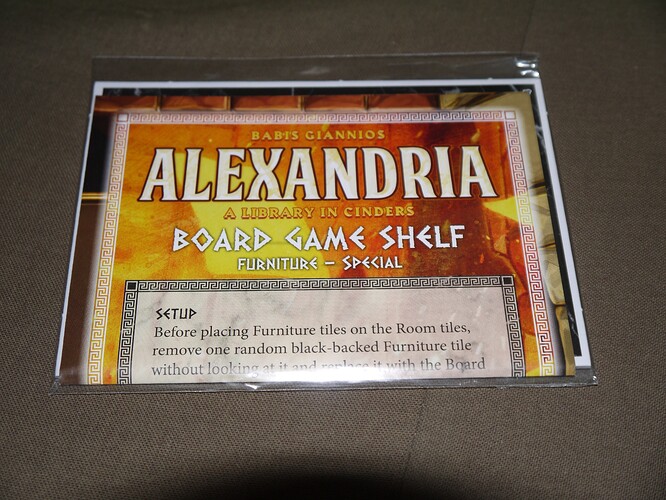 BABIS GIANNIOS
ALEXANDRIA
A LIBRARY IN CINDERS
BOARD GAME SHELF
FURNITURE – SPECIAL
SETUP
Before placing Furniture tiles on the Room tiles,
remove one random black-backed Furniture tile
without looking at it and replace it with the Board